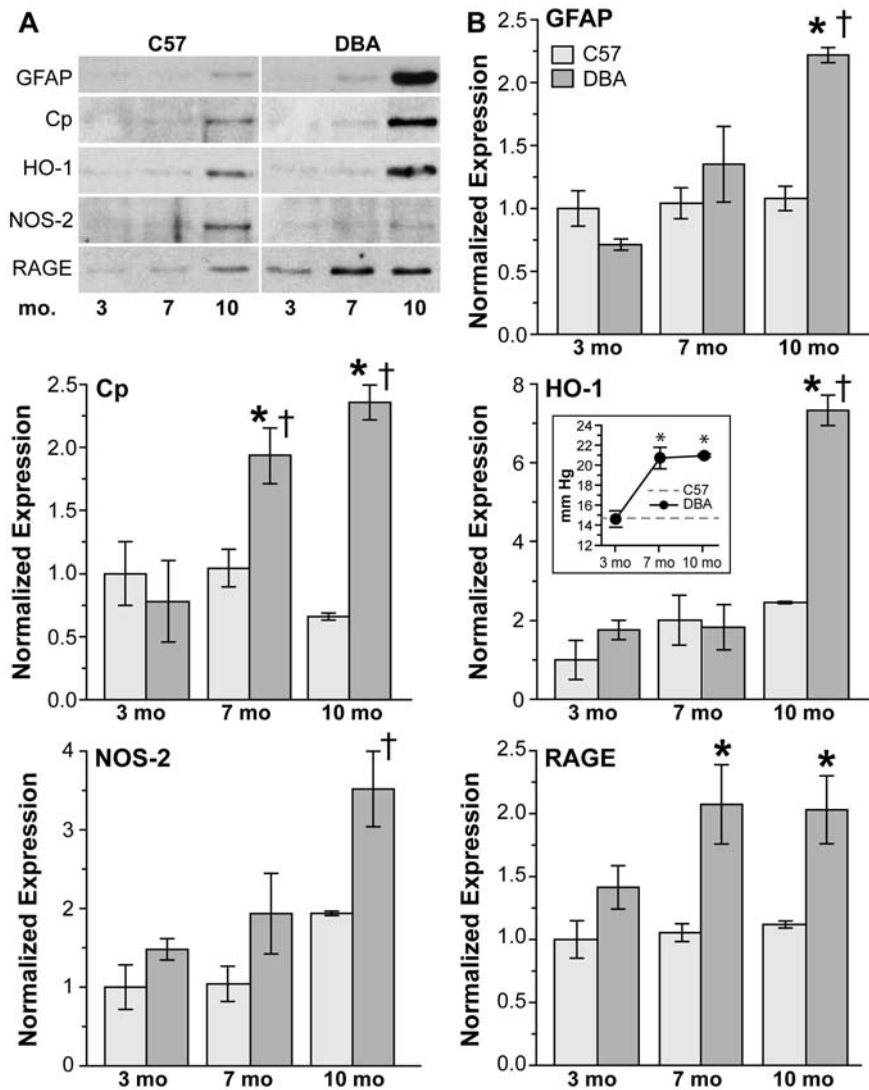 A
C57 DBA
GFAP
Cp
HO-1
NOS-2
RAGE
mo. 3 7 10 3 7 10
B GFAP
* †
C57
DBA
Normalized Expression
2.5
2.0
1.5
1.0
0.5
0.0
3 mo 7 mo 10 mo
Cp
* †
* †
Normalized Expression
2.5
2.0
1.5
1.0
0.5
0.0
3 mo 7 mo 10 mo
HO-1
* †
Normalized Expression
8
6
4
2
0
mm Hg
24
22
20
18
16
14
12
* *
C57
DBA
3 mo 7 mo 10 mo
3 mo 7 mo 10 mo
NOS-2
†
Normalized Expression
4
3
2
1
0
3 mo 7 mo 10 mo
RAGE
* *
Normalized Expression
2.5
2.0
1.5
1.0
0.5
0.0
3 mo 7 mo 10 mo